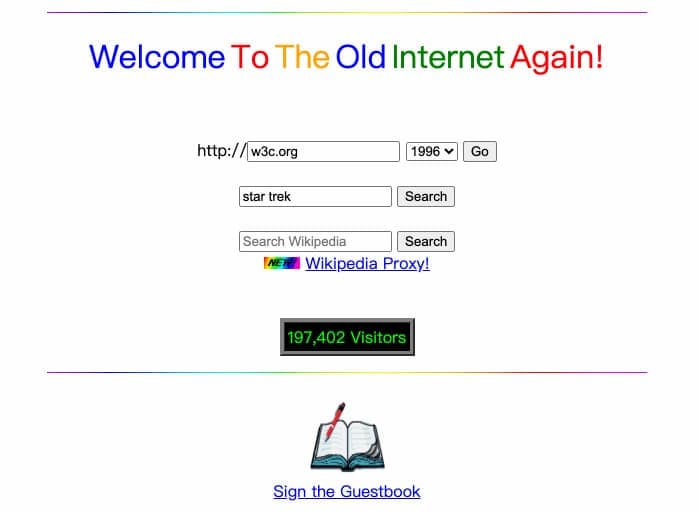 Welcome To The Old Internet Again!
http:// w3c.org 1996 Go
star trek Search
Search Wikipedia Search
NEW! Wikipedia Proxy!
197,402 Visitors
Sign the Guestbook